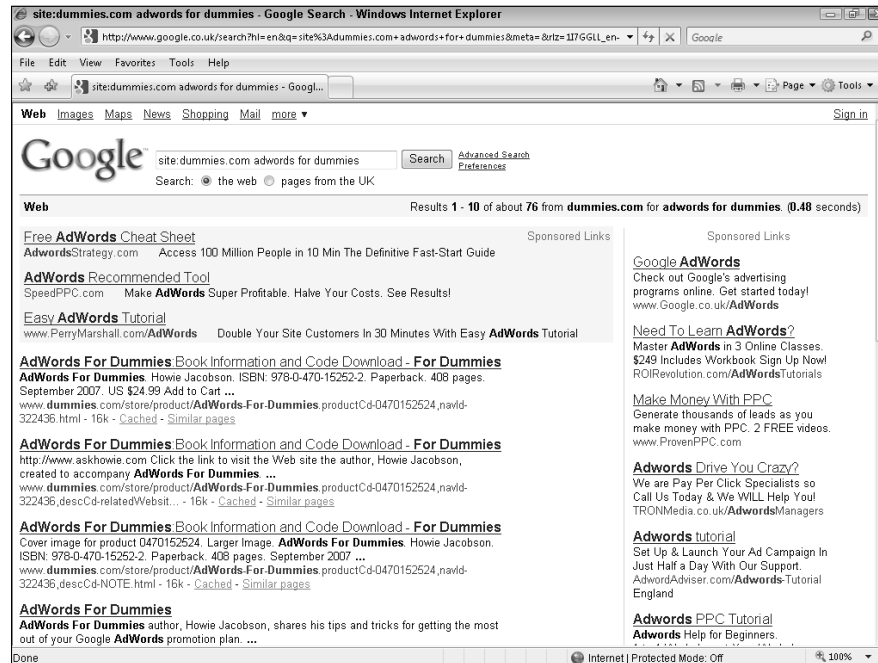 site:dummies.com adwords for dummies - Google Search - Windows Internet Explorer
http://www.google.co.uk/search?hl=en&q=site%3Adummies.com+adwords+for+dummies&meta=&rlz=1I7GGLL_en-
Google
File Edit View Favorites Tools Help
site:dummies.com adwords for dummies - Googl...
Page Tools
Web Images Maps News Shopping Mail more
Sign in
Google
site:dummies.com adwords for dummies
Search
Advanced Search
Preferences
Search: the web pages from the UK
Web
Results 1 - 10 of about 76 from dummies.com for adwords for dummies. (0.48 seconds)
Sponsored Links
Free AdWords Cheat Sheet
AdwordsStrategy.com Access 100 Million People in 10 Min The Definitive Fast-Start Guide
AdWords Recommended Tool
SpeedPPC.com Make AdWords Super Profitable. Halve Your Costs. See Results!
Easy AdWords Tutorial
www.PerryMarshall.com/AdWords Double Your Site Customers In 30 Minutes With Easy AdWords Tutorial
AdWords For Dummies:Book Information and Code Download - For Dummies
AdWords For Dummies. Howie Jacobson. ISBN: 978-0-470-15252-2. Paperback. 408 pages.
September 2007. US $24.99 Add to Cart ...
www.dummies.com/store/product/AdWords-For-Dummies.productCd-0470152524,navId-
322436.html - 16k - Cached - Similar pages
AdWords For Dummies:Book Information and Code Download - For Dummies
http://www.askhowie.com Click the link to visit the Web site the author, Howie Jacobson,
created to accompany AdWords For Dummies. ...
www.dummies.com/store/product/AdWords-For-Dummies.productCd-0470152524,navId-
322436,descCd-relatedWebsit... - 16k - Cached - Similar pages
AdWords For Dummies:Book Information and Code Download - For Dummies
Cover image for product 0470152524. Larger Image. AdWords For Dummies. Howie Jacobson.
ISBN: 978-0-470-15252-2. Paperback. 408 pages. September 2007 ...
www.dummies.com/store/product/AdWords-For-Dummies.productCd-0470152524,navId-
322436,descCd-NOTE.html - 16k - Cached - Similar pages
AdWords For Dummies
AdWords For Dummies author, Howie Jacobson, shares his tips and tricks for getting the most
out of your Google AdWords promotion plan. ...
Sponsored Links
Google AdWords
Check out Google's advertising
programs online. Get started today!
www.Google.co.uk/AdWords
Need To Learn AdWords?
Master AdWords in 3 Online Classes.
$249 Includes Workbook Sign Up Now!
ROIRevolution.com/AdWordsTutorials
Make Money With PPC
Generate thousands of leads as you
make money with PPC. 2 FREE videos.
www.ProvenPPC.com
Adwords Drive You Crazy?
We are Pay Per Click Specialists so
Call Us Today & We WILL Help You!
TRONMedia.co.uk/AdwordsManagers
Adwords tutorial
Set Up & Launch Your Ad Campaign In
Just Half a Day With Our Support.
AdwordAdviser.com/Adwords-Tutorial
England
Adwords PPC Tutorial
Adwords Help for Beginners.
Done
Internet | Protected Mode: Off
100%